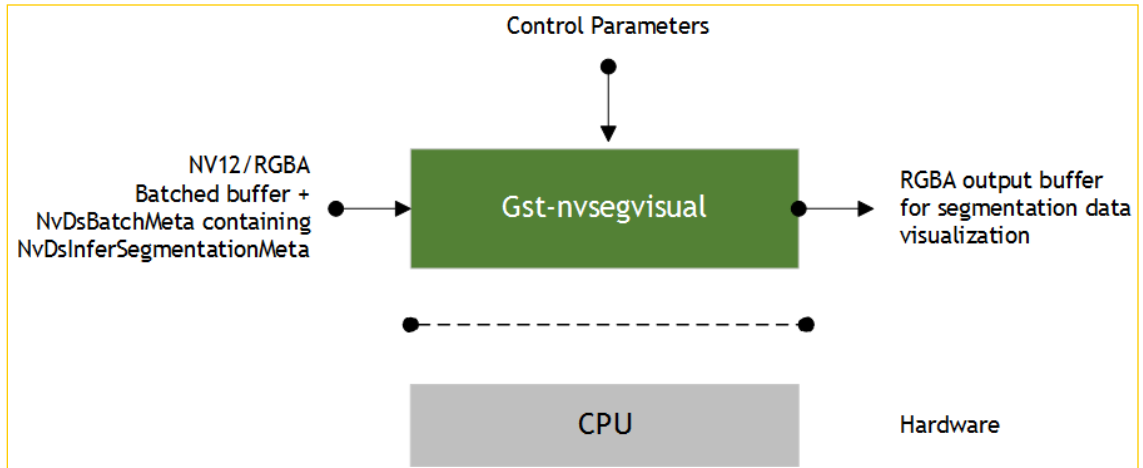 Control Parameters
NV12/RGBA
Batched buffer +
NvDsBatchMeta containing
NvDsInferSegmentationMeta
Gst-nvsegvisual
RGBA output buffer
for segmentation data
visualization
CPU
Hardware